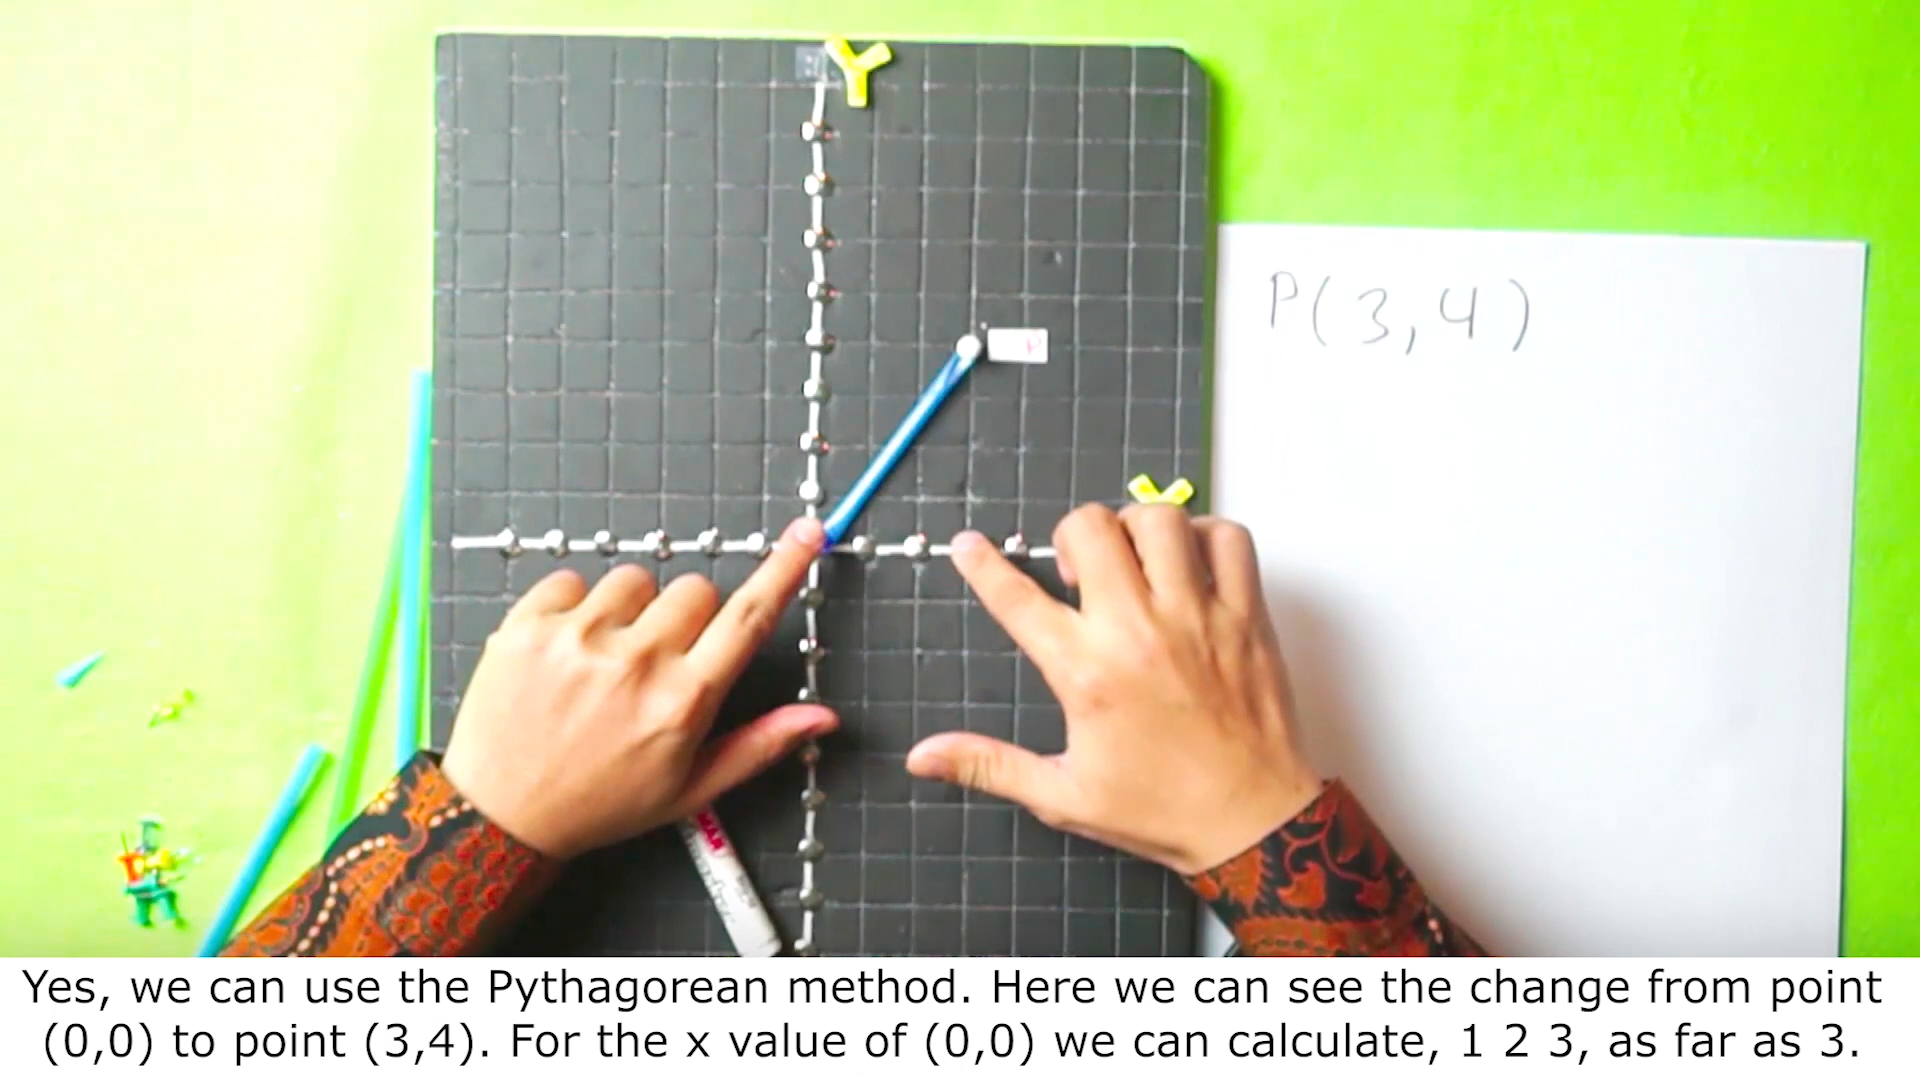 Y
P
P(3,4)
X
MAR
Yes, we can use the Pythagorean method. Here we can see the change from point
(0,0) to point (3,4). For the x value of (0,0) we can calculate, 1 2 3, as far as 3.